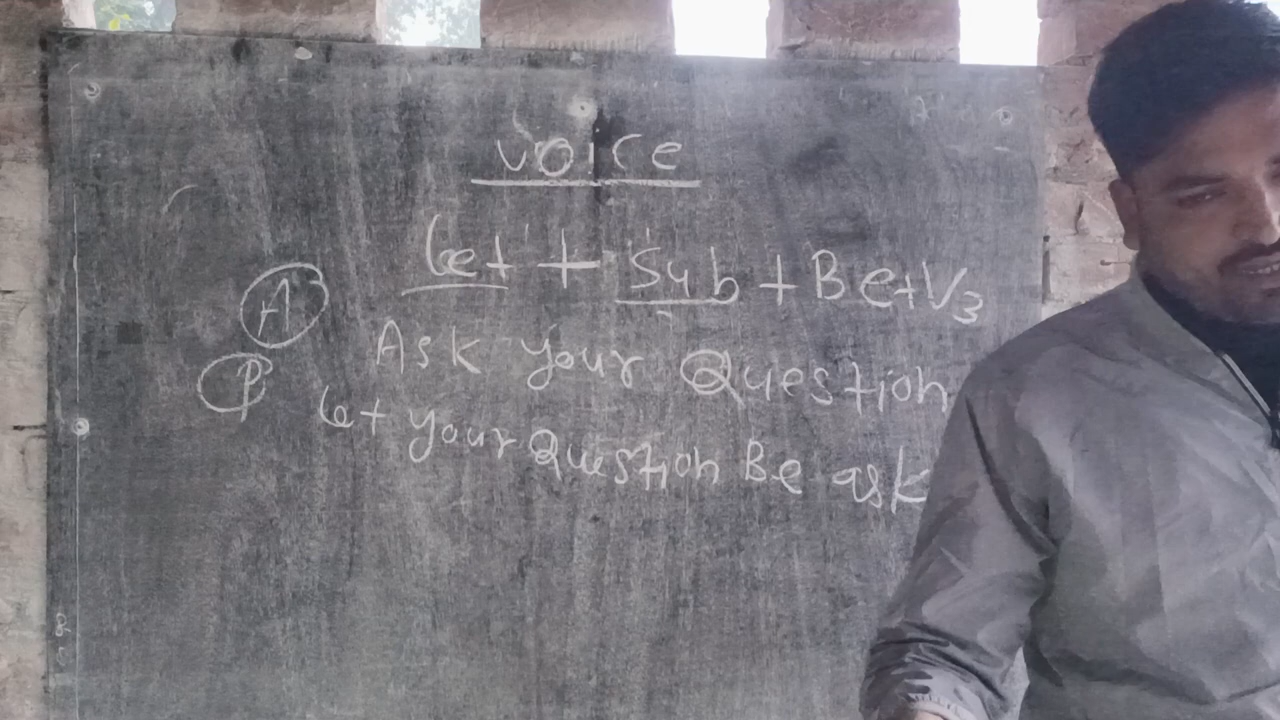 Voice
Let + Sub + Be + V3
A Ask your Question
P Let your Question Be ask